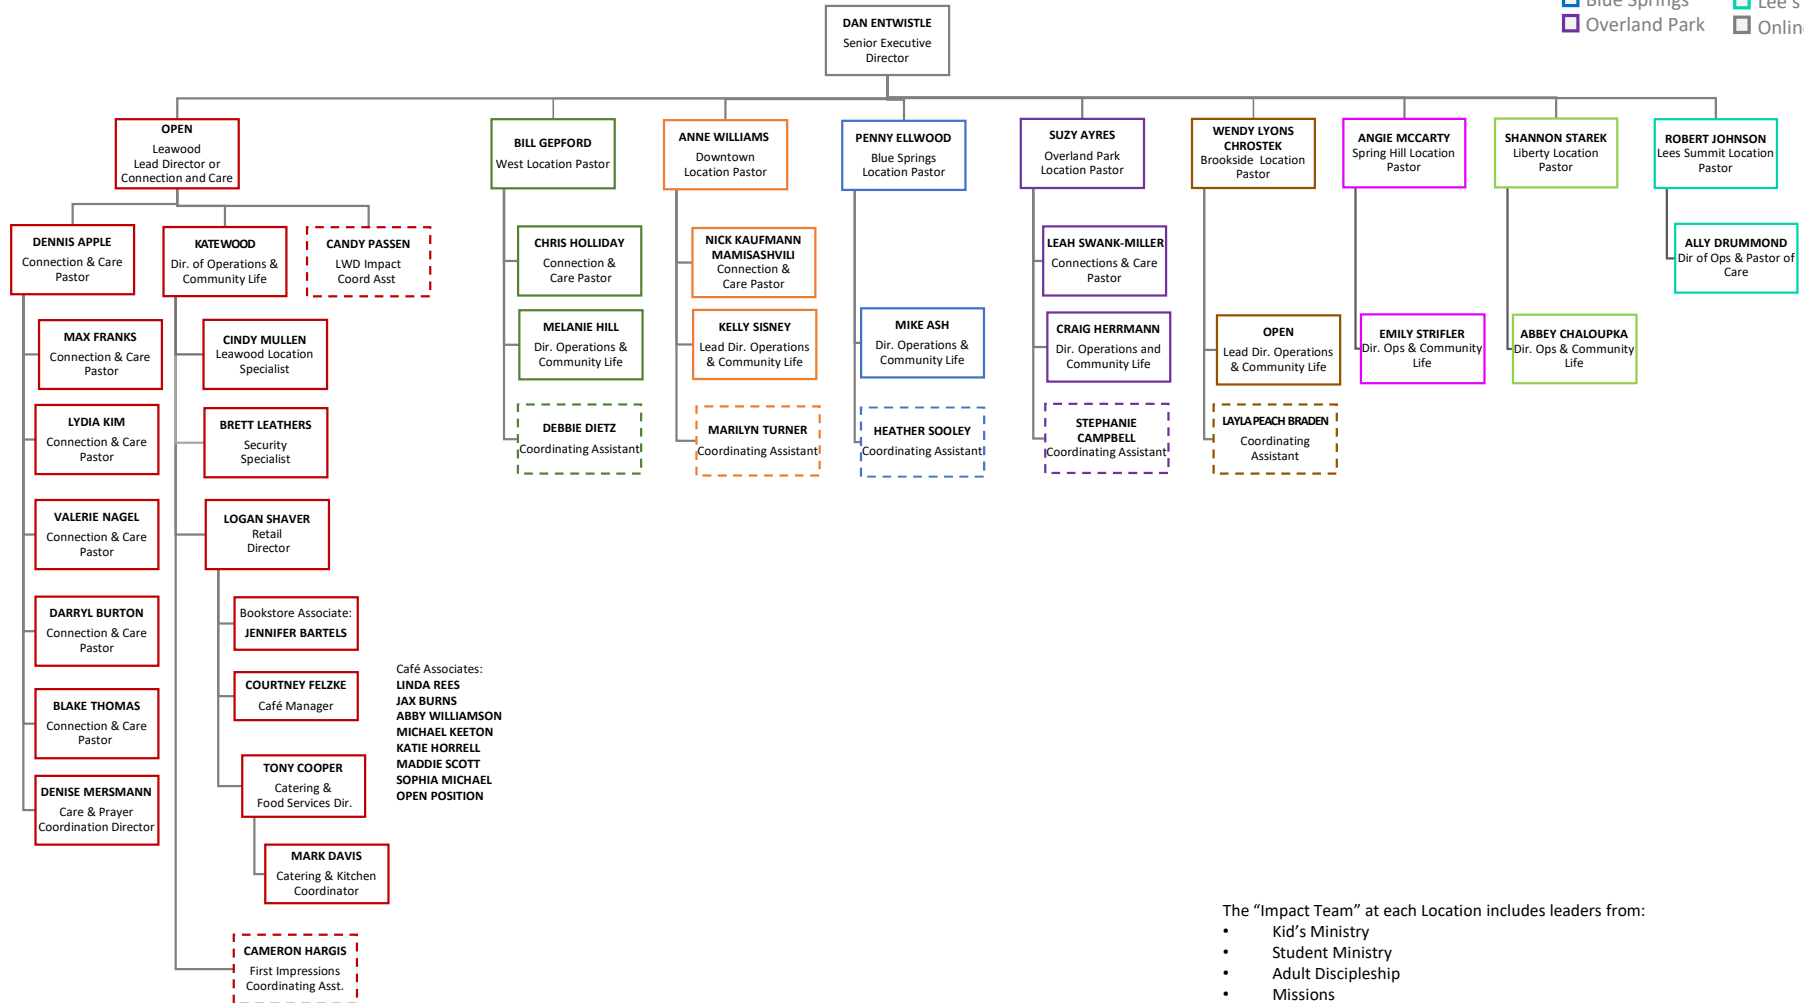 Blue Springs
Lee's
Overland Park
Online
DAN ENTWISTLE
Senior Executive
Director
OPEN
Leawood
Lead Director or
Connection and Care
BILL GEPFORD
West Location Pastor
ANNE WILLIAMS
Downtown
Location Pastor
PENNY ELLWOOD
Blue Springs
Location Pastor
SUZY AYRES
Overland Park
Location Pastor
WENDY LYONS
CHROSTEK
Brookside Location
Pastor
ANGIE MCCARTY
Spring Hill Location
Pastor
SHANNON STAREK
Liberty Location
Pastor
ROBERT JOHNSON
Lees Summit Location
Pastor
DENNIS APPLE
Connection & Care
Pastor
KATE WOOD
Dir. of Operations &
Community Life
CANDY PASSEN
LWD Impact
Coord Asst
CHRIS HOLLIDAY
Connection &
Care Pastor
NICK KAUFMANN
MAMISASHVILI
Connection &
Care Pastor
LEAH SWANK-MILLER
Connections & Care
Pastor
ALLY DRUMMOND
Dir of Ops & Pastor of
Care
MAX FRANKS
Connection & Care
Pastor
CINDY MULLEN
Leawood Location
Specialist
MELANIE HILL
Dir. Operations &
Community Life
KELLY SISNEY
Lead Dir. Operations
& Community Life
MIKE ASH
Dir. Operations &
Community Life
CRAIG HERRMANN
Dir. Operations and
Community Life
OPEN
Lead Dir. Operations
& Community Life
EMILY STRIFLER
Dir. Ops & Community
Life
ABBEY CHALOUPKA
Dir. Ops & Community
Life
LYDIA KIM
Connection & Care
Pastor
BRETT LEATHERS
Security
Specialist
DEBBIE DIETZ
Coordinating Assistant
MARILYN TURNER
Coordinating Assistant
HEATHER SOOLEY
Coordinating Assistant
STEPHANIE
CAMPBELL
Coordinating Assistant
LAYLA PEACH BRADEN
Coordinating
Assistant
VALERIE NAGEL
Connection & Care
Pastor
LOGAN SHAVER
Retail
Director
DARRYL BURTON
Connection & Care
Pastor
Bookstore Associate:
JENNIFER BARTELS
BLAKE THOMAS
Connection & Care
Pastor
COURTNEY FELZKE
Café Manager
Café Associates:
LINDA REES
JAX BURNS
ABBY WILLIAMSON
MICHAEL KEETON
KATIE HORRELL
MADDIE SCOTT
SOPHIA MICHAEL
OPEN POSITION
DENISE MERSMANN
Care & Prayer
Coordination Director
TONY COOPER
Catering &
Food Services Dir.
MARK DAVIS
Catering & Kitchen
Coordinator
CAMERON HARGIS
First Impressions
Coordinating Asst.
The “Impact Team” at each Location includes leaders from:
• Kid’s Ministry
• Student Ministry
• Adult Discipleship
• Missions